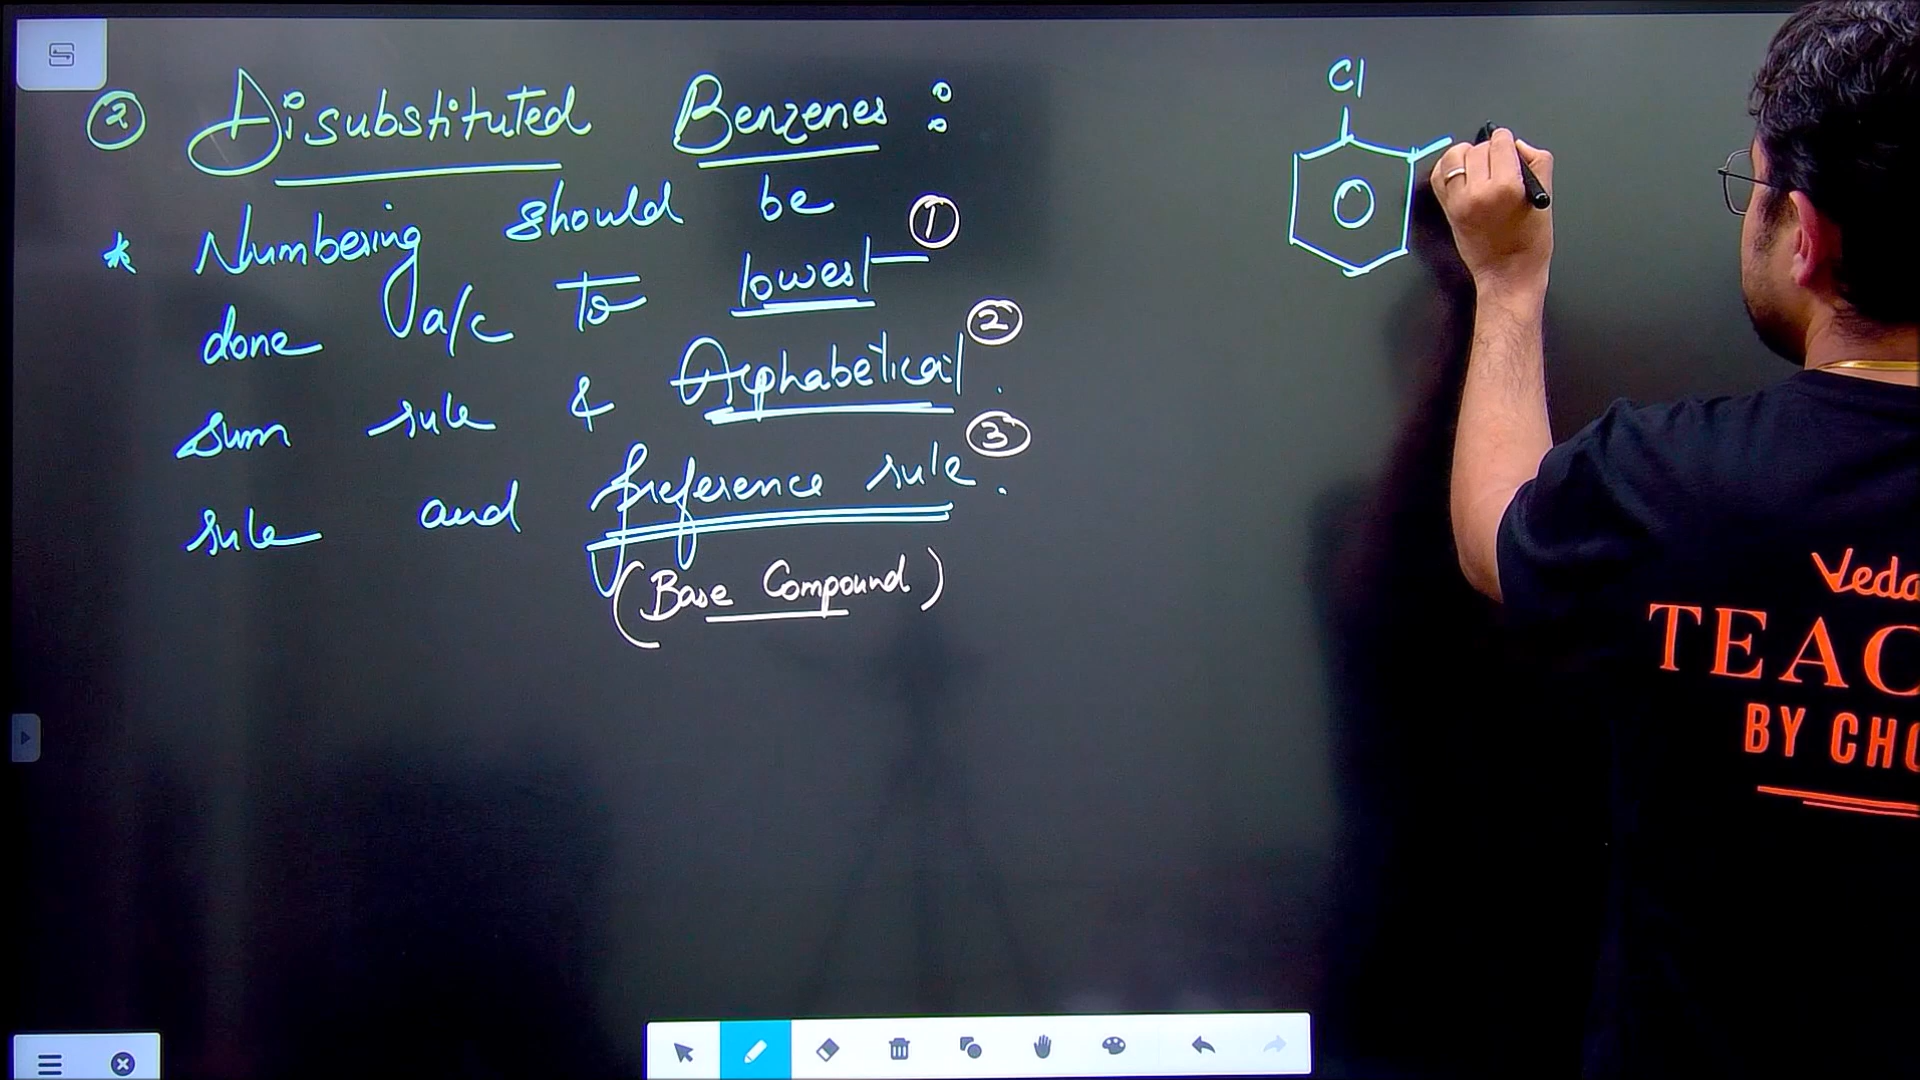 ② Disubstituted Benzenes :
* Numbering should be
done a/c to lowest ①
sum rule & Alphabetical ② .
rule and preference rule ③ .
(Base Compound)
Cl
Veda
TEAC
BY CHO